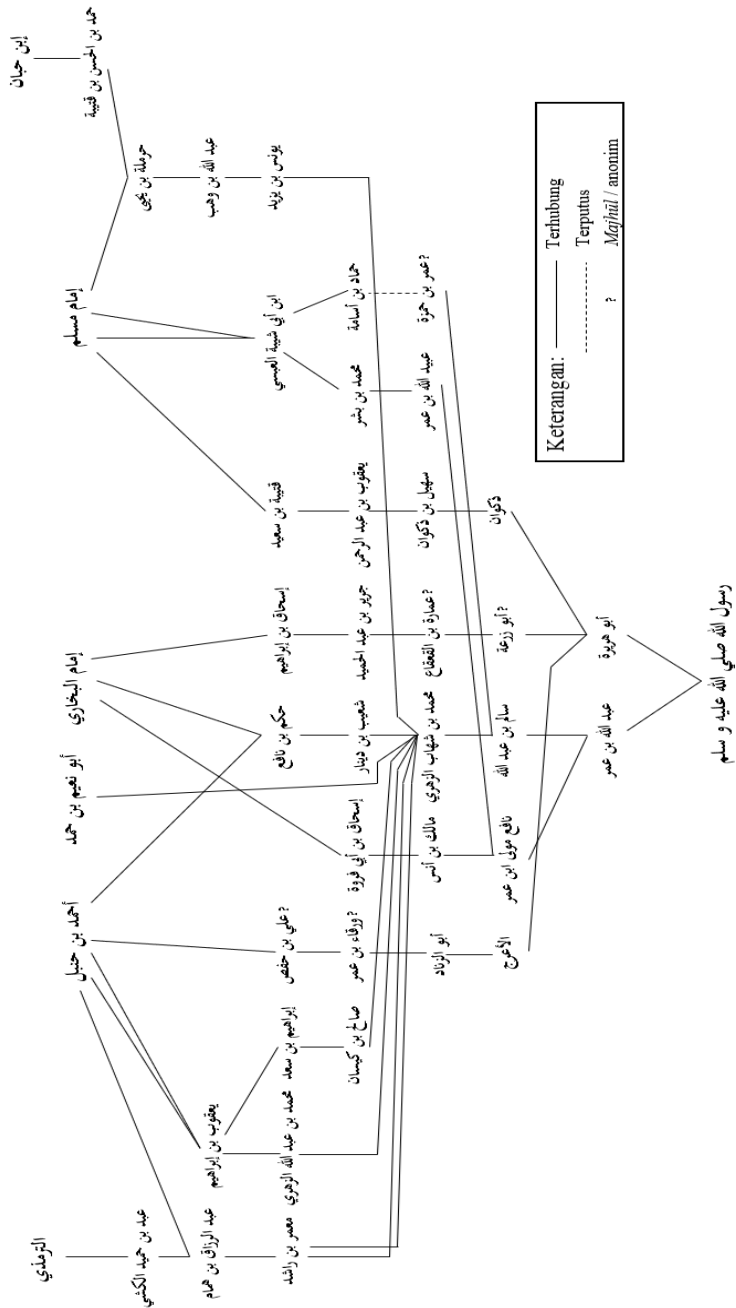 إبن حبان
الترمذي
حمد بن الحسن بن قتيبة
إمام مسلم
إمام البخاري
أبو نعيم بن حمد
أحمد بن حنبل
حرملة بن يحيى
عبد بن حميد الكشي
عبد الله بن وهب
يعقوب بن إبراهيم
عبد الرزاق بن همام
يونس بن يزيد
ابن أبي شيبة العبسي
قتيبة بن سعيد
إسحاق بن إبراهيم
حكم بن نافع
علي بن حفص?
إبراهيم بن سعد
محمد بن عبد الله الزهري
معمر بن راشد
حماد بن أسامة
محمد بن بشر
يعقوب بن عبد الرحمن
جرير بن عبد الحميد
شعيب بن دينار
إسحاق بن أبي فروة
ورقاء بن عمر?
صالح بن كيسان
عمر بن حمزة?
عبيد الله بن عمر
سهيل بن ذكوان
عمارة بن القعقاع?
محمد بن شهاب الزهري
مالك بن أنس
أبو الزناد
ذكوان
أبو زرعة?
سالم بن عبد الله
نافع مولى ابن عمر
الأعرج
أبو هريرة
عبد الله بن عمر
رسول الله صلي الله عليه و سلم
Keterangan:
Terhubung
Terputus
? Majhūl / anonim